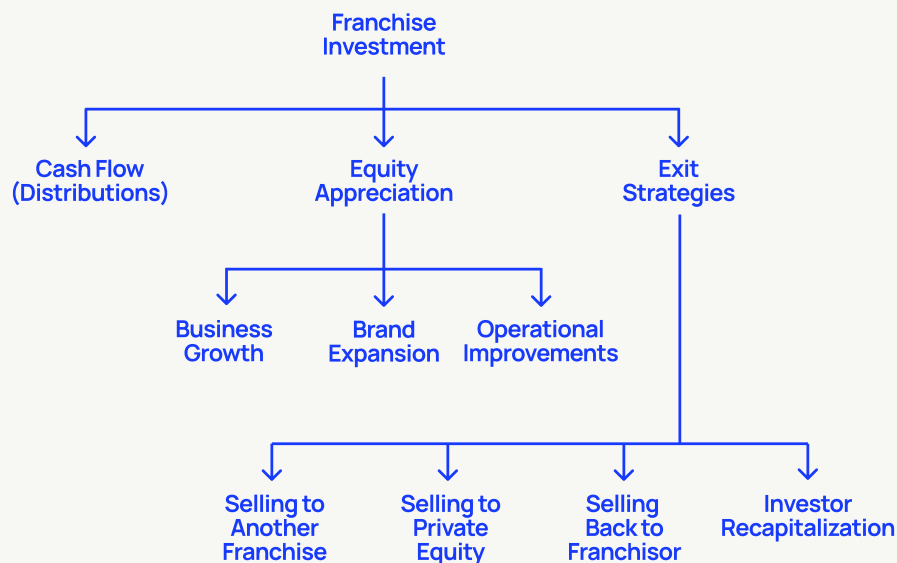 Franchise
Investment
Cash Flow
(Distributions)
Equity
Appreciation
Exit
Strategies
Business
Growth
Brand
Expansion
Operational
Improvements
Selling to
Another
Franchise
Selling to
Private
Equity
Selling
Back to
Franchisor
Investor
Recapitalization